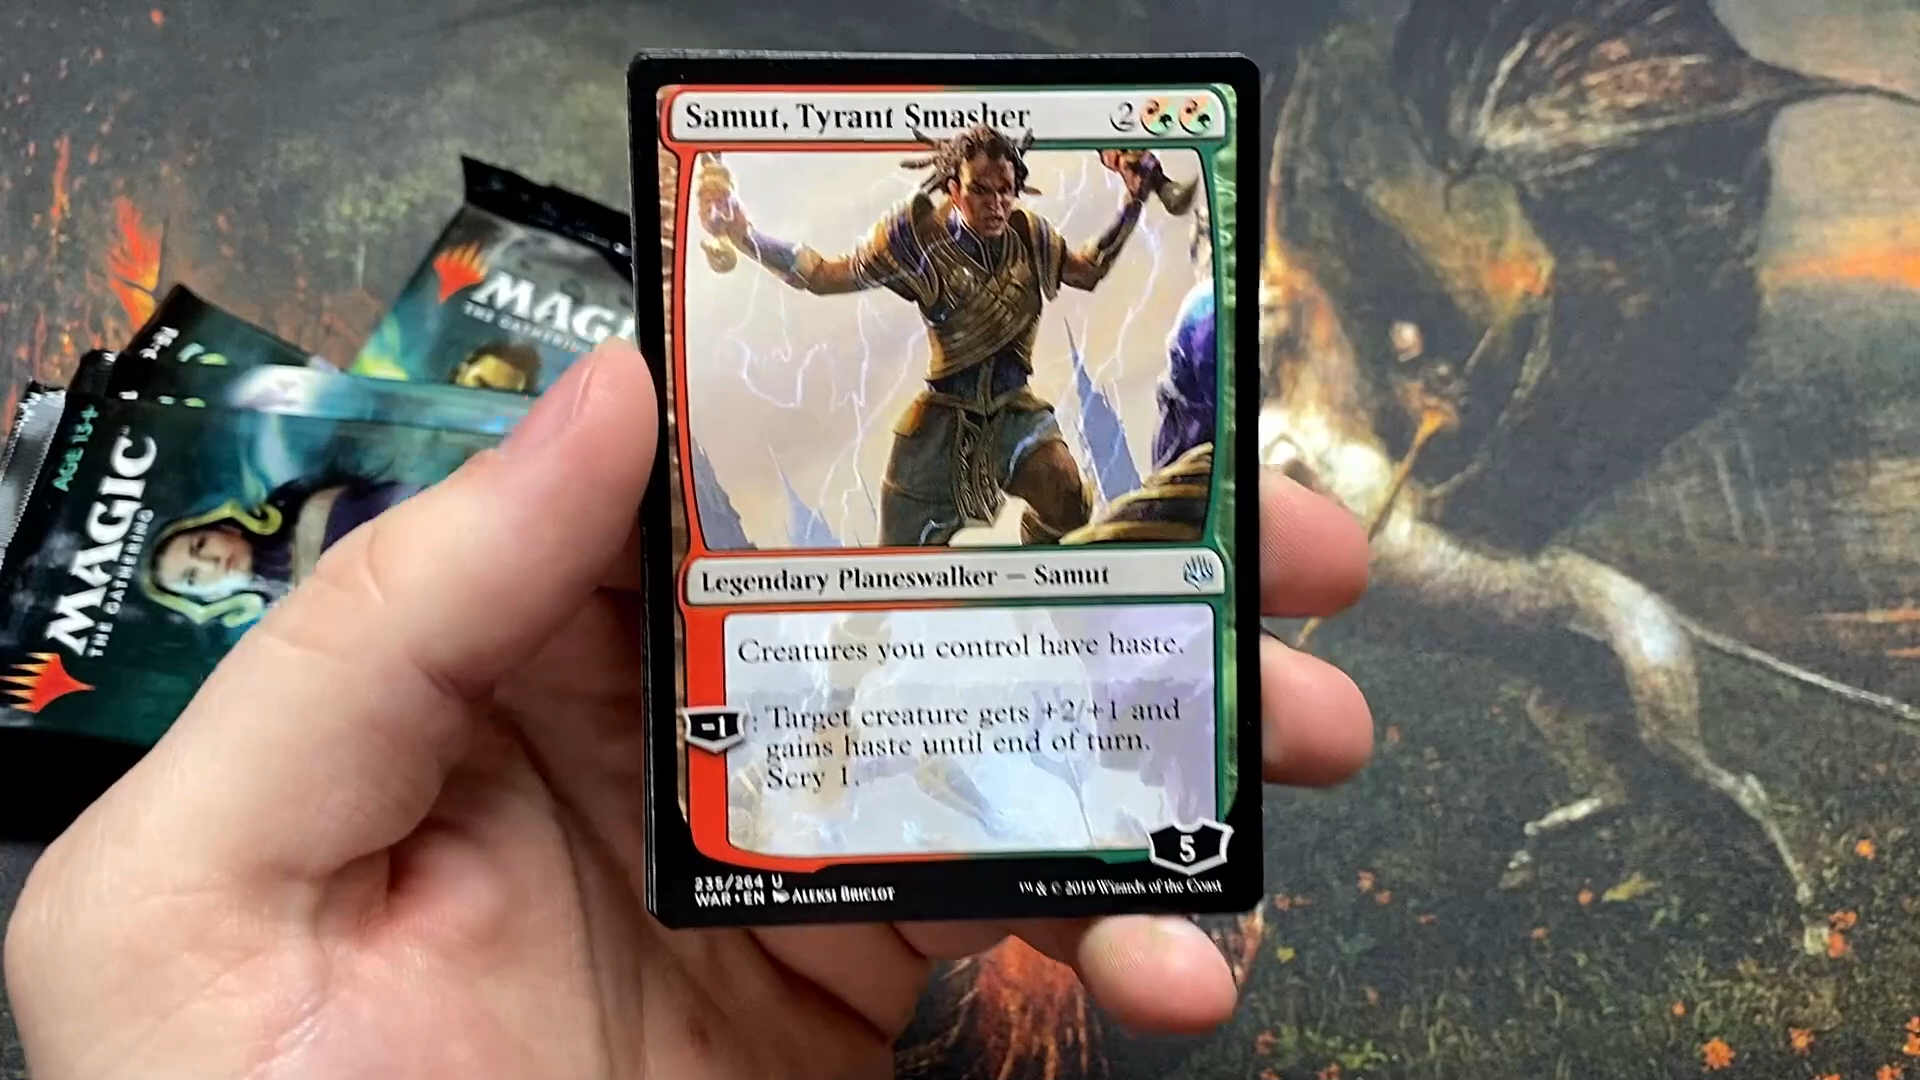 Samut, Tyrant Smasher
2
Legendary Planeswalker — Samut
Creatures you control have haste.
-1: Target creature gets +2/+1 and
gains haste until end of turn.
Scry 1.
5
235/264 U
WAR • EN ALEKSI BRICLOT
™ & © 2019 Wizards of the Coast
MAGIC
THE GATHERING
AGE 13+
MAGI
THE GATHERIN